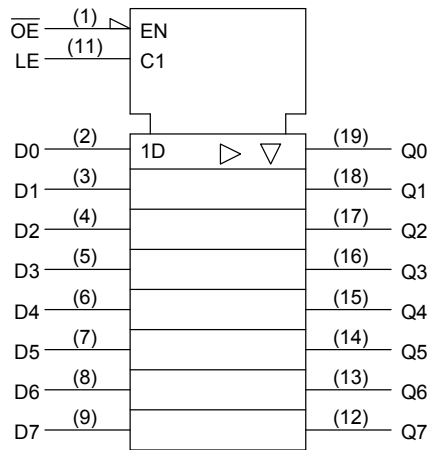 O̅E̅ (1) EN
LE (11) C1
D0 (2) 1D (19) Q0
D1 (3) (18) Q1
D2 (4) (17) Q2
D3 (5) (16) Q3
D4 (6) (15) Q4
D5 (7) (14) Q5
D6 (8) (13) Q6
D7 (9) (12) Q7